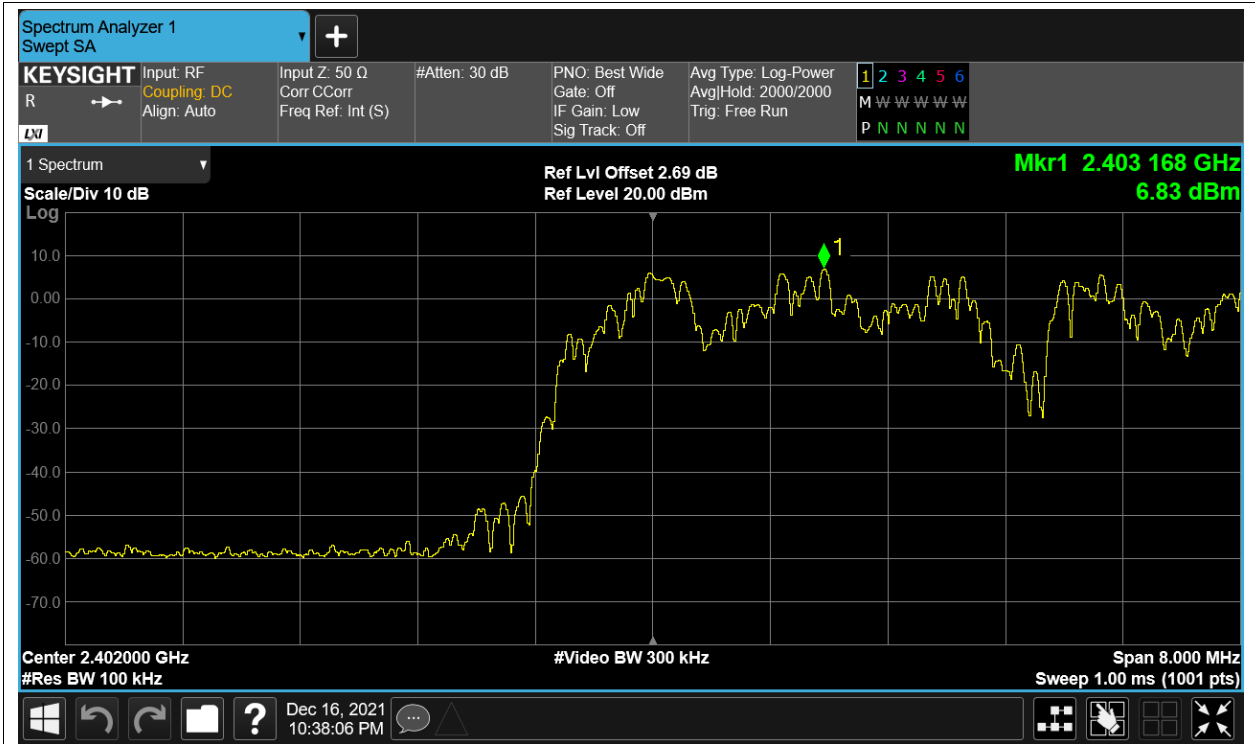 Spectrum Analyzer 1
Swept SA
+
KEYSIGHT
R
LXI
Input: RF
Coupling: DC
Align: Auto
Input Z: 50 Ω
Corr CCorr
Freq Ref: Int (S)
#Atten: 30 dB
PNO: Best Wide
Gate: Off
IF Gain: Low
Sig Track: Off
Avg Type: Log-Power
Avg|Hold: 2000/2000
Trig: Free Run
1 2 3 4 5 6
M W W W W W
P N N N N N
1 Spectrum
Scale/Div 10 dB
Log
Ref Lvl Offset 2.69 dB
Ref Level 20.00 dBm
Mkr1 2.403 168 GHz
6.83 dBm
1
10.0
0.00
-10.0
-20.0
-30.0
-40.0
-50.0
-60.0
-70.0
Center 2.402000 GHz
#Res BW 100 kHz
#Video BW 300 kHz
Span 8.000 MHz
Sweep 1.00 ms (1001 pts)
?
Dec 16, 2021
10:38:06 PM